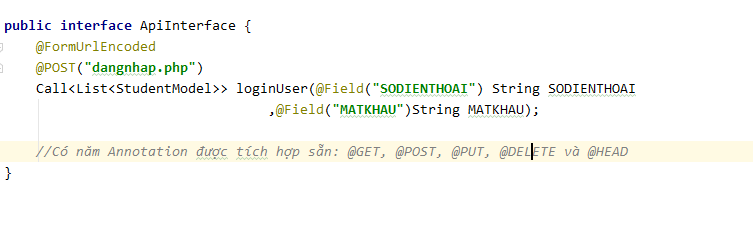 public interface ApiInterface {
@FormUrlEncoded
@POST("dangnhap.php")
Call<List<StudentModel>> loginUser(@Field("SODIENTHOAI") String SODIENTHOAI
,@Field("MATKHAU")String MATKHAU);
//Có năm Annotation được tích hợp sẵn: @GET, @POST, @PUT, @DELETE và @HEAD
}